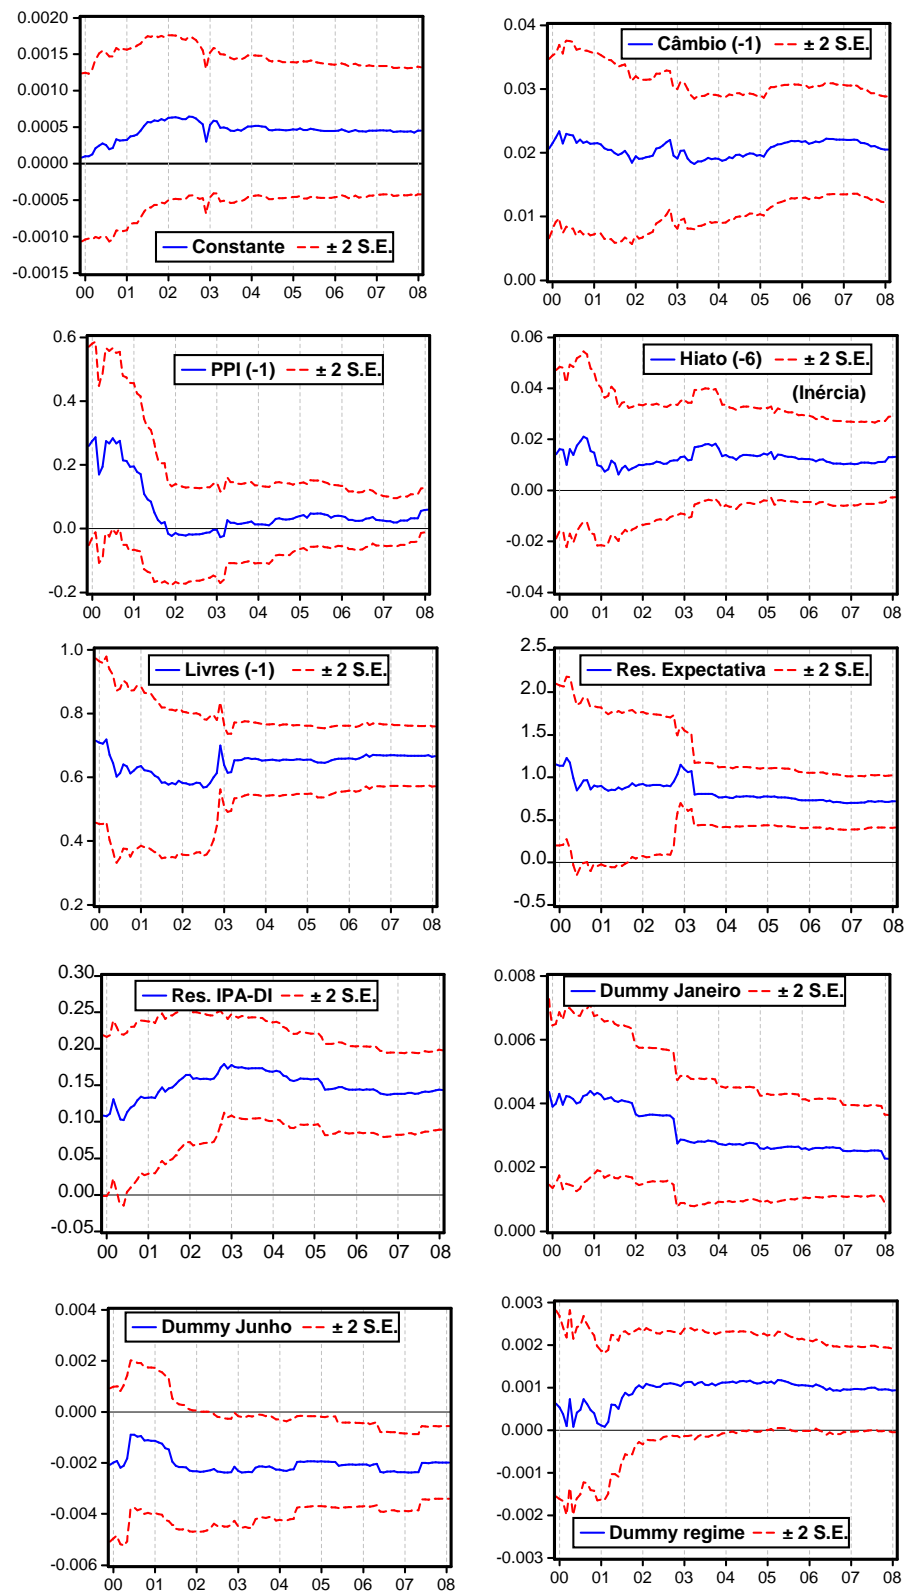 0.0020
0.0015
0.0010
0.0005
0.0000
-0.0005
-0.0010
-0.0015
Constante ± 2 S.E.
00 01 02 03 04 05 06 07 08
0.04
0.03
0.02
0.01
0.00
Câmbio (-1) ± 2 S.E.
00 01 02 03 04 05 06 07 08
0.6
0.4
0.2
0.0
-0.2
PPI (-1) ± 2 S.E.
00 01 02 03 04 05 06 07 08
0.06
0.04
0.02
0.00
-0.02
-0.04
Hiato (-6) ± 2 S.E.
(Inércia)
00 01 02 03 04 05 06 07 08
1.0
0.8
0.6
0.4
0.2
Livres (-1) ± 2 S.E.
00 01 02 03 04 05 06 07 08
2.5
2.0
1.5
1.0
0.5
0.0
-0.5
Res. Expectativa ± 2 S.E.
00 01 02 03 04 05 06 07 08
0.30
0.25
0.20
0.15
0.10
0.05
0.00
-0.05
Res. IPA-DI ± 2 S.E.
00 01 02 03 04 05 06 07 08
0.008
0.006
0.004
0.002
0.000
Dummy Janeiro ± 2 S.E.
00 01 02 03 04 05 06 07 08
0.004
0.002
0.000
-0.002
-0.004
-0.006
Dummy Junho ± 2 S.E.
00 01 02 03 04 05 06 07 08
0.003
0.002
0.001
0.000
-0.001
-0.002
-0.003
Dummy regime ± 2 S.E.
00 01 02 03 04 05 06 07 08